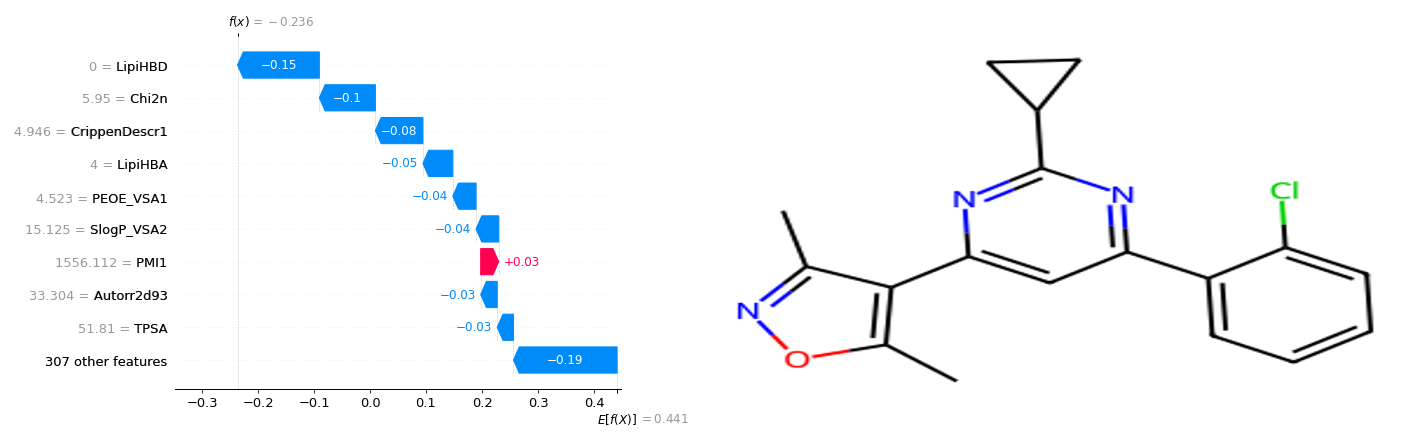 f(x) = −0.236
0 = LipiHBD
−0.15
5.95 = Chi2n
−0.1
4.946 = CrippenDescr1
−0.08
4 = LipiHBA
−0.05
4.523 = PEOE_VSA1
−0.04
15.125 = SlogP_VSA2
−0.04
1556.112 = PMI1
+0.03
33.304 = Autorr2d93
−0.03
51.81 = TPSA
−0.03
307 other features
−0.19
−0.3 −0.2 −0.1 0.0 0.1 0.2 0.3 0.4
E[f(X)] = 0.441
N
N
Cl
N
O